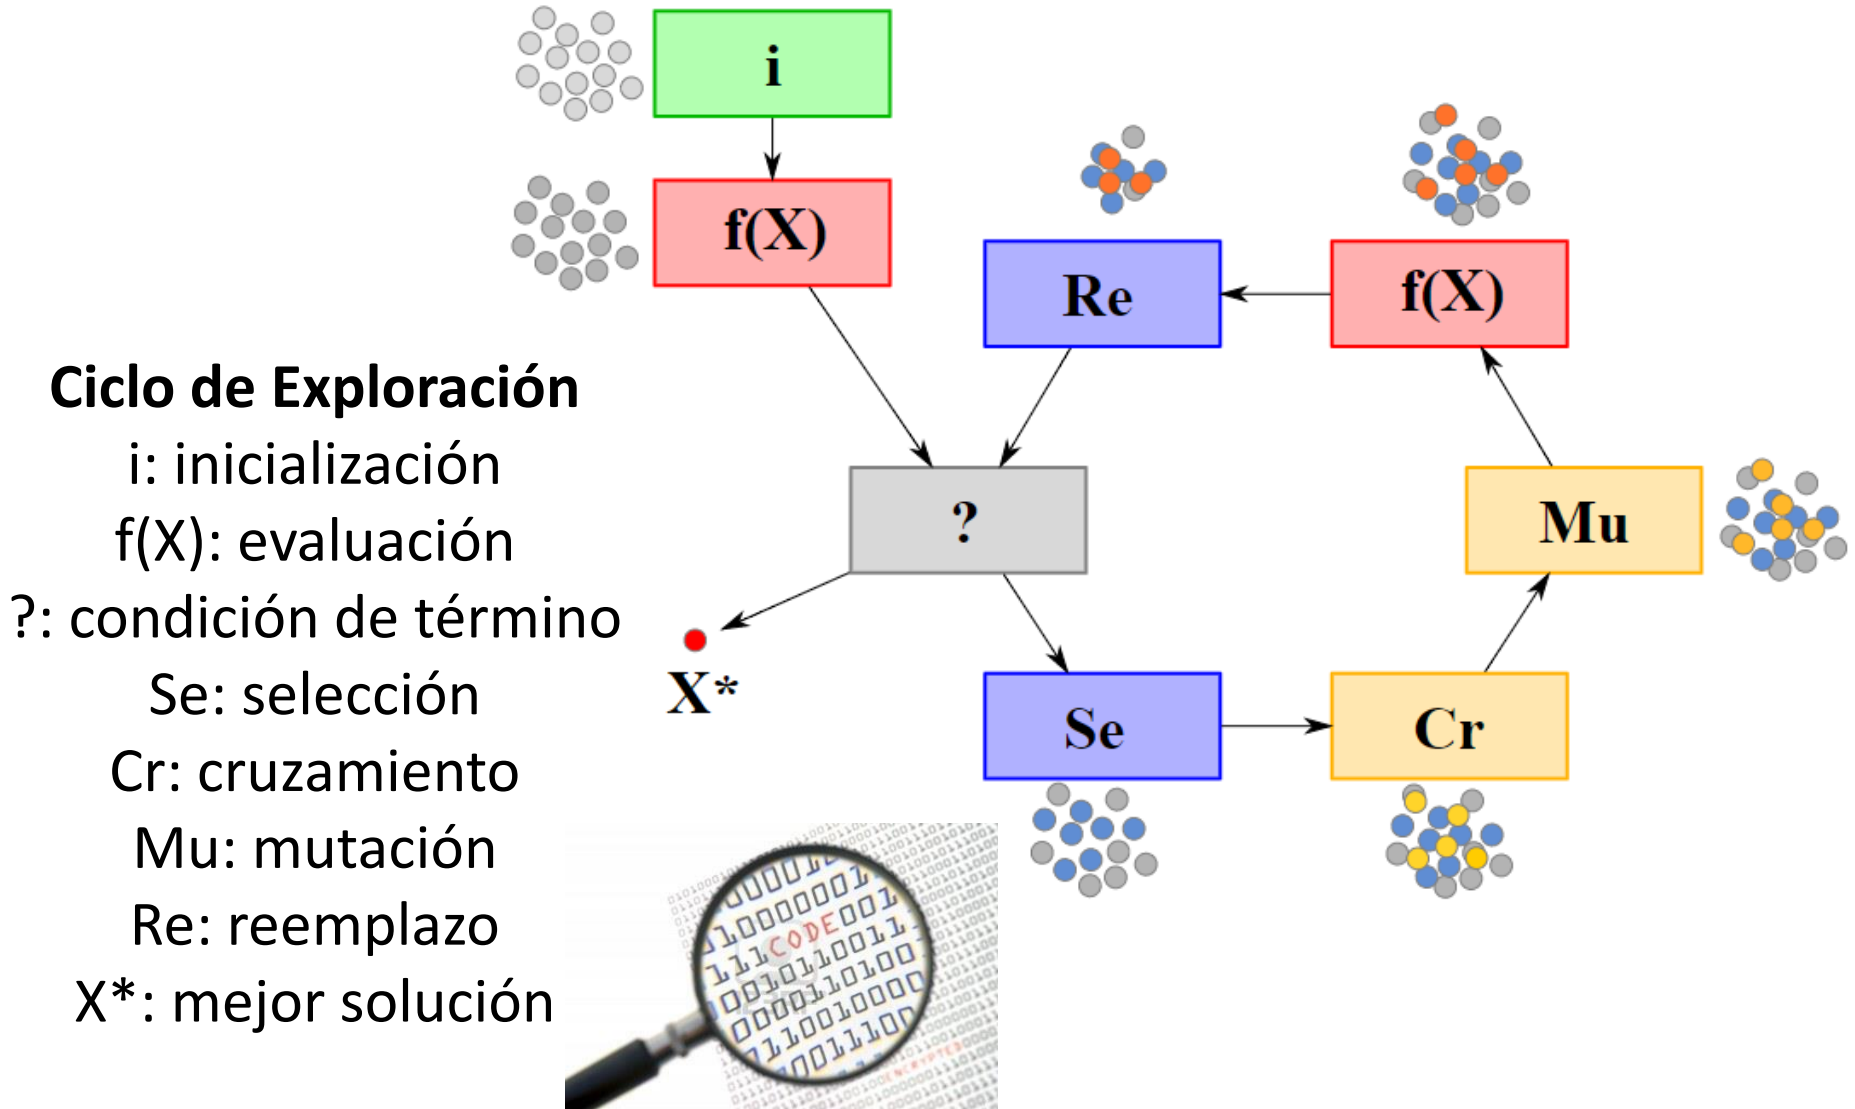 Ciclo de Exploración
i: inicialización
f(X): evaluación
?: condición de término
Se: selección
Cr: cruzamiento
Mu: mutación
Re: reemplazo
X*: mejor solución
i
f(X)
Re
f(X)
?
Mu
X*
Se
Cr
CODE
ENCRYPTED